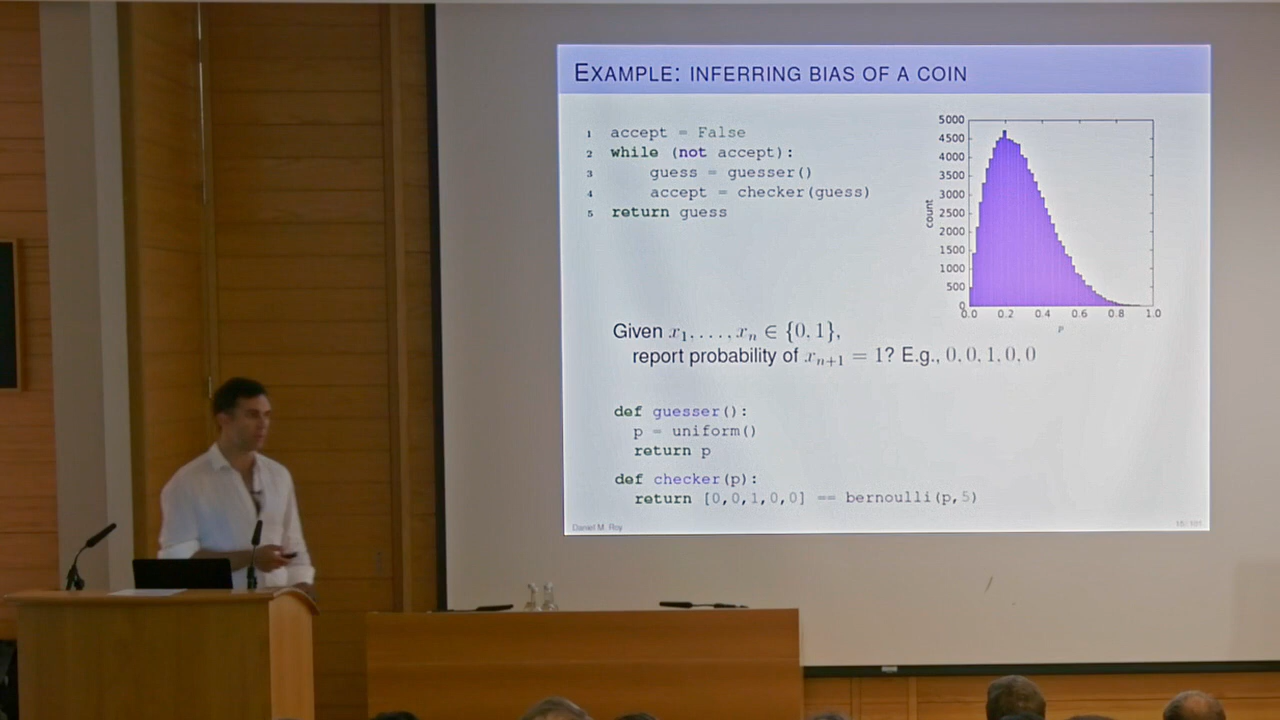 EXAMPLE: INFERRING BIAS OF A COIN
1 accept = False
2 while (not accept):
3 guess = guesser()
4 accept = checker(guess)
5 return guess
5000
4500
4000
3500
3000
2500
2000
1500
1000
500
0
count
0.0 0.2 0.4 0.6 0.8 1.0
p
Given x₁, . . . , xₙ ∈ {0, 1},
report probability of xₙ₊₁ = 1? E.g., 0, 0, 1, 0, 0
def guesser():
p = uniform()
return p
def checker(p):
return [0,0,1,0,0] == bernoulli(p,5)
Daniel M. Roy